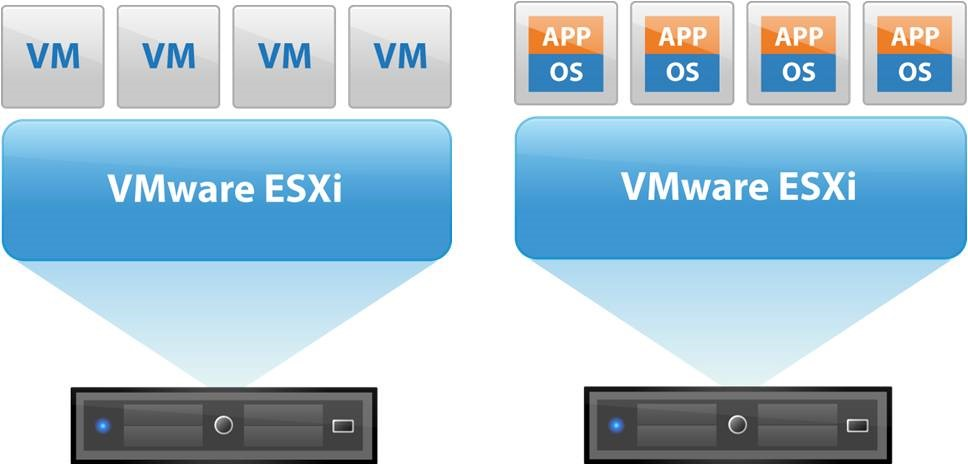 VM VM VM VM
VMware ESXi
APP APP APP APP
OS OS OS OS
VMware ESXi